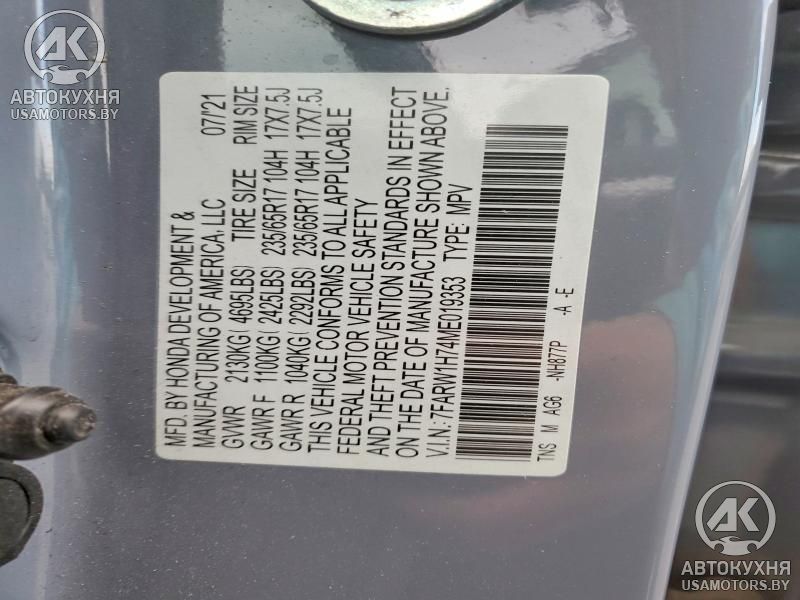 AK
АВТОКУХНЯ
USAMOTORS.BY
MFD. BY HONDA DEVELOPMENT &
MANUFACTURING OF AMERICA, LLC 07/'21
GVWR 2130KG( 4695LBS) TIRE SIZE RIM SIZE
GAWR F 1100KG( 2425LBS) 235/65R17 104H 17X7.5J
GAWR R 1040KG( 2292LBS) 235/65R17 104H 17X7.5J
THIS VEHICLE CONFORMS TO ALL APPLICABLE
FEDERAL MOTOR VEHICLE SAFETY
AND THEFT PREVENTION STANDARDS IN EFFECT
ON THE DATE OF MANUFACTURE SHOWN ABOVE.
V.I.N.: 7FARW1H74ME019353 TYPE: MPV
TNS M AG6 -NH877P -A -E
AK
АВТОКУХНЯ
USAMOTORS.BY